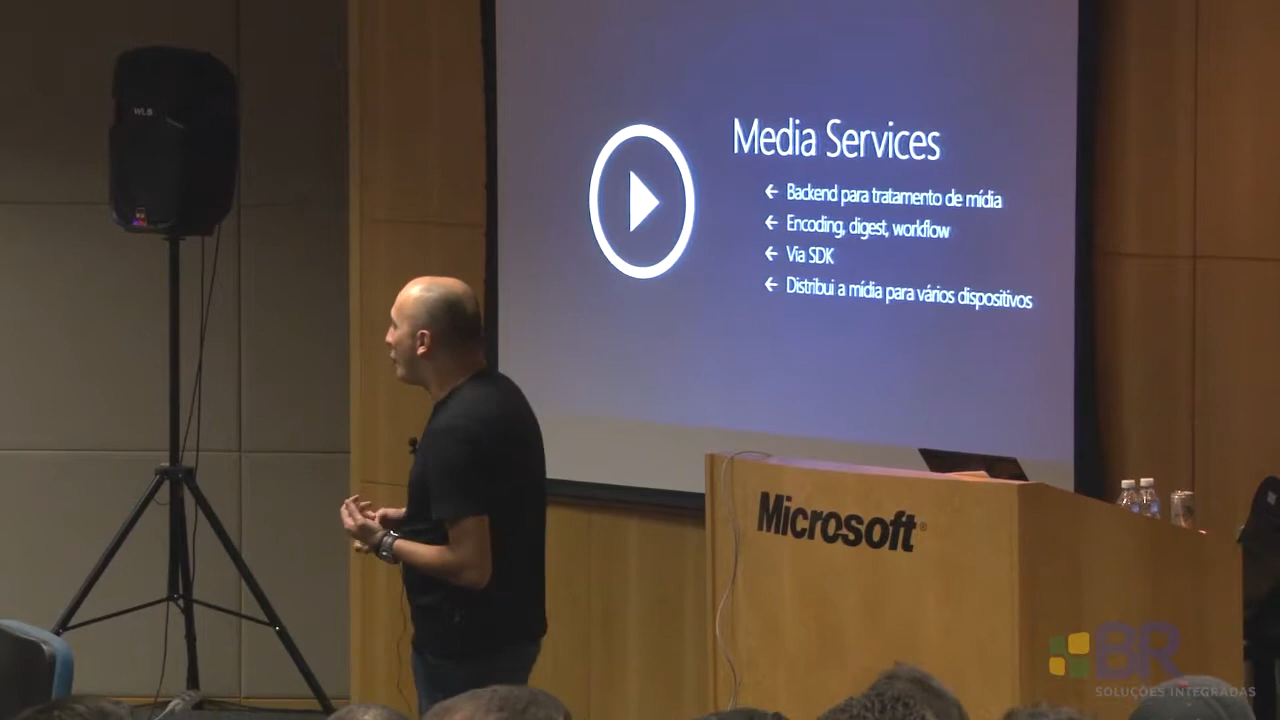 WLS
Media Services
← Backend para tratamento de mídia
← Encoding, digest, workflow
← Via SDK
← Distribui a mídia para vários dispositivos
Microsoft®
BR
SOLUÇÕES INTEGRADAS